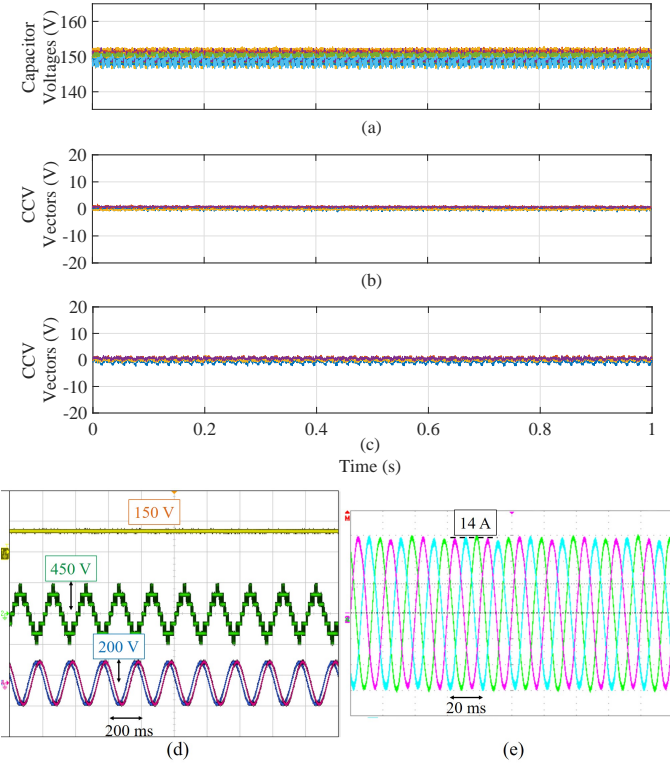 Capacitor
Voltages (V)
160
150
140
(a)
CCV
Vectors (V)
20
10
0
-10
-20
(b)
CCV
Vectors (V)
20
10
0
-10
-20
0
0.2
0.4
0.6
0.8
1
(c)
Time (s)
150 V
450 V
200 V
200 ms
(d)
M
14 A
20 ms
(e)